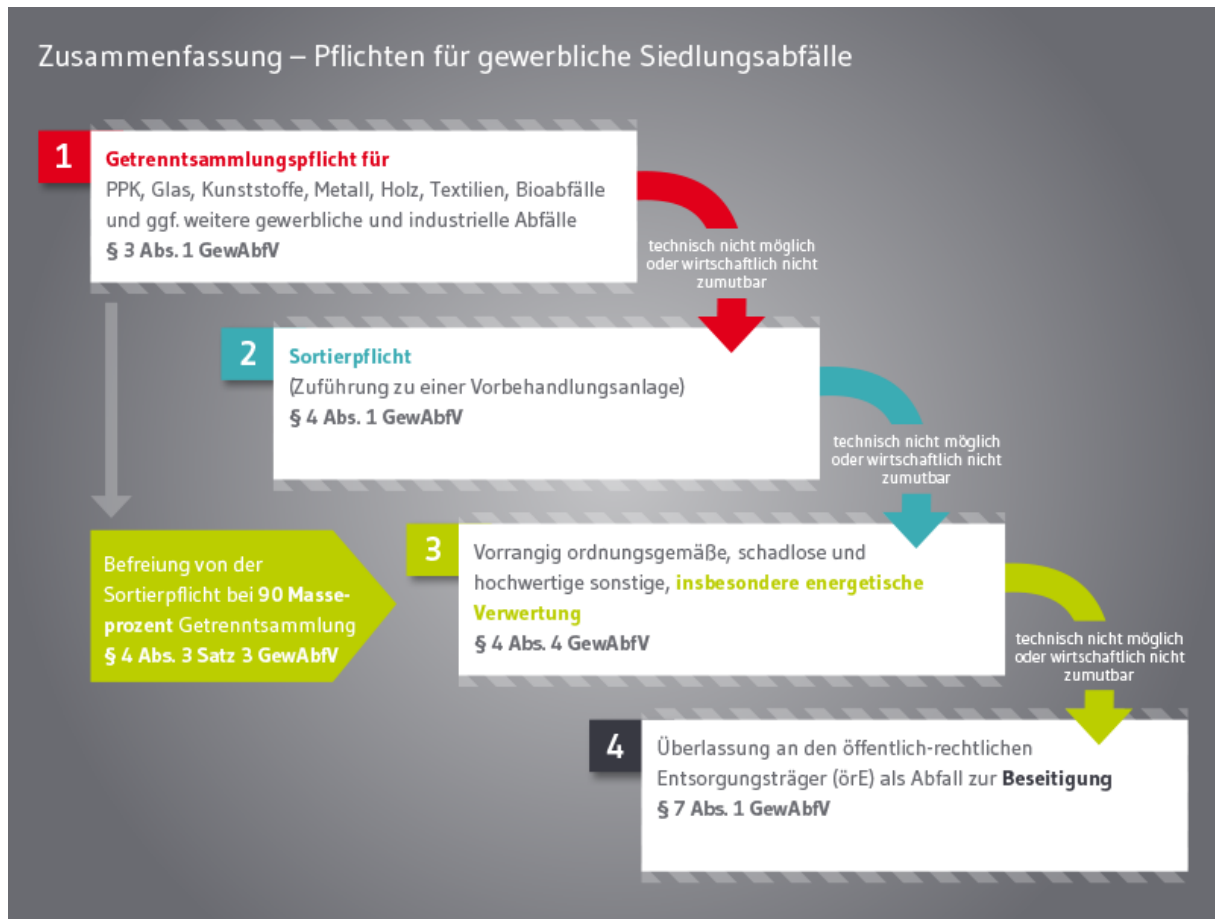 Zusammenfassung – Pflichten für gewerbliche Siedlungsabfälle
1
Getrenntsammlungspflicht für
PPK, Glas, Kunststoffe, Metall, Holz, Textilien, Bioabfälle
und ggf. weitere gewerbliche und industrielle Abfälle
§ 3 Abs. 1 GewAbfV
technisch nicht möglich
oder wirtschaftlich nicht
zumutbar
2
Sortierpflicht
(Zuführung zu einer Vorbehandlungsanlage)
§ 4 Abs. 1 GewAbfV
technisch nicht möglich
oder wirtschaftlich nicht
zumutbar
Befreiung von der
Sortierpflicht bei 90 Masse-
prozent Getrenntsammlung
§ 4 Abs. 3 Satz 3 GewAbfV
3
Vorrangig ordnungsgemäße, schadlose und
hochwertige sonstige, insbesondere energetische
Verwertung
§ 4 Abs. 4 GewAbfV
technisch nicht möglich
oder wirtschaftlich nicht
zumutbar
4
Überlassung an den öffentlich-rechtlichen
Entsorgungsträger (örE) als Abfall zur Beseitigung
§ 7 Abs. 1 GewAbfV